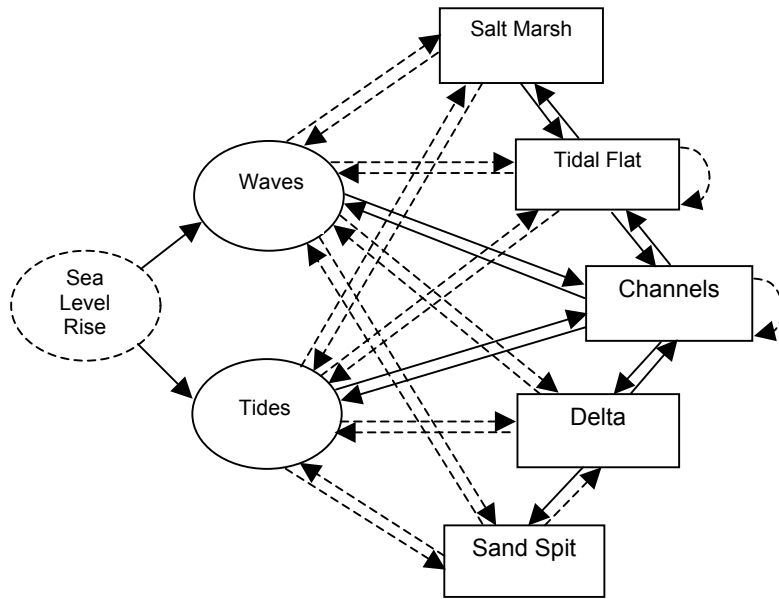 Salt Marsh
Waves
Tidal Flat
Sea
Level
Rise
Channels
Tides
Delta
Sand Spit